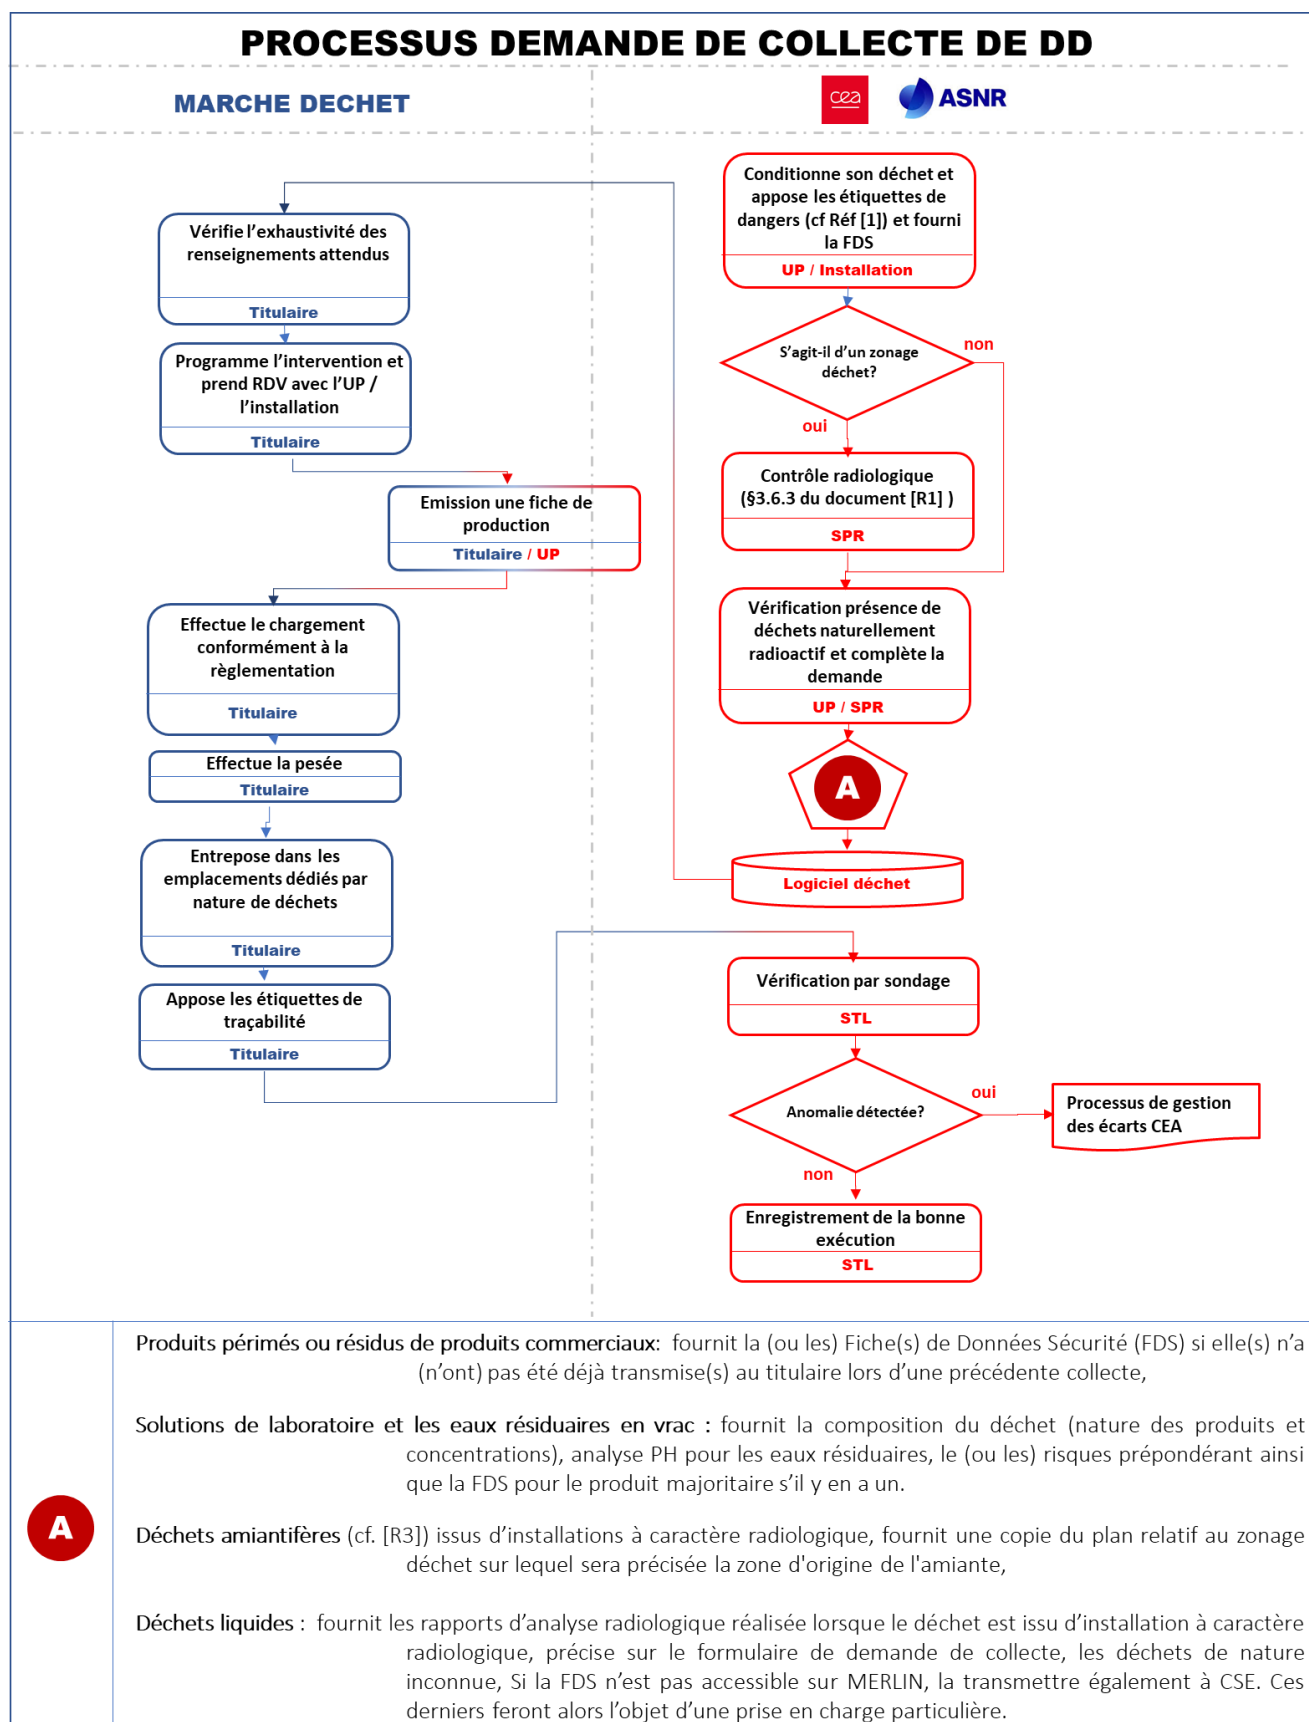 PROCESSUS DEMANDE DE COLLECTE DE DD
MARCHE DECHET
cea
ASNR
Conditionne son déchet et
appose les étiquettes de
dangers (cf Réf [1]) et fourni
la FDS
UP / Installation
S'agit-il d'un zonage
déchet?
non
oui
Contrôle radiologique
(§3.6.3 du document [R1] )
SPR
Vérification présence de
déchets naturellement
radioactif et complète la
demande
UP / SPR
A
Logiciel déchet
Vérifie l'exhaustivité des
renseignements attendus
Titulaire
Programme l'intervention et
prend RDV avec l'UP /
l'installation
Titulaire
Emission une fiche de
production
Titulaire / UP
Effectue le chargement
conformément à la
règlementation
Titulaire
Effectue la pesée
Titulaire
Entrepose dans les
emplacements dédiés par
nature de déchets
Titulaire
Appose les étiquettes de
traçabilité
Titulaire
Vérification par sondage
STL
Anomalie détectée?
oui
Processus de gestion
des écarts CEA
non
Enregistrement de la bonne
exécution
STL
A
Produits périmés ou résidus de produits commerciaux: fournit la (ou les) Fiche(s) de Données Sécurité (FDS) si elle(s) n'a
(n'ont) pas été déjà transmise(s) au titulaire lors d'une précédente collecte,
Solutions de laboratoire et les eaux résiduaires en vrac : fournit la composition du déchet (nature des produits et
concentrations), analyse PH pour les eaux résiduaires, le (ou les) risques prépondérant ainsi
que la FDS pour le produit majoritaire s'il y en a un.
Déchets amiantifères (cf. [R3]) issus d'installations à caractère radiologique, fournit une copie du plan relatif au zonage
déchet sur lequel sera précisée la zone d'origine de l'amiante,
Déchets liquides : fournit les rapports d'analyse radiologique réalisée lorsque le déchet est issu d'installation à caractère
radiologique, précise sur le formulaire de demande de collecte, les déchets de nature
inconnue, Si la FDS n'est pas accessible sur MERLIN, la transmettre également à CSE. Ces
derniers feront alors l'objet d'une prise en charge particulière.